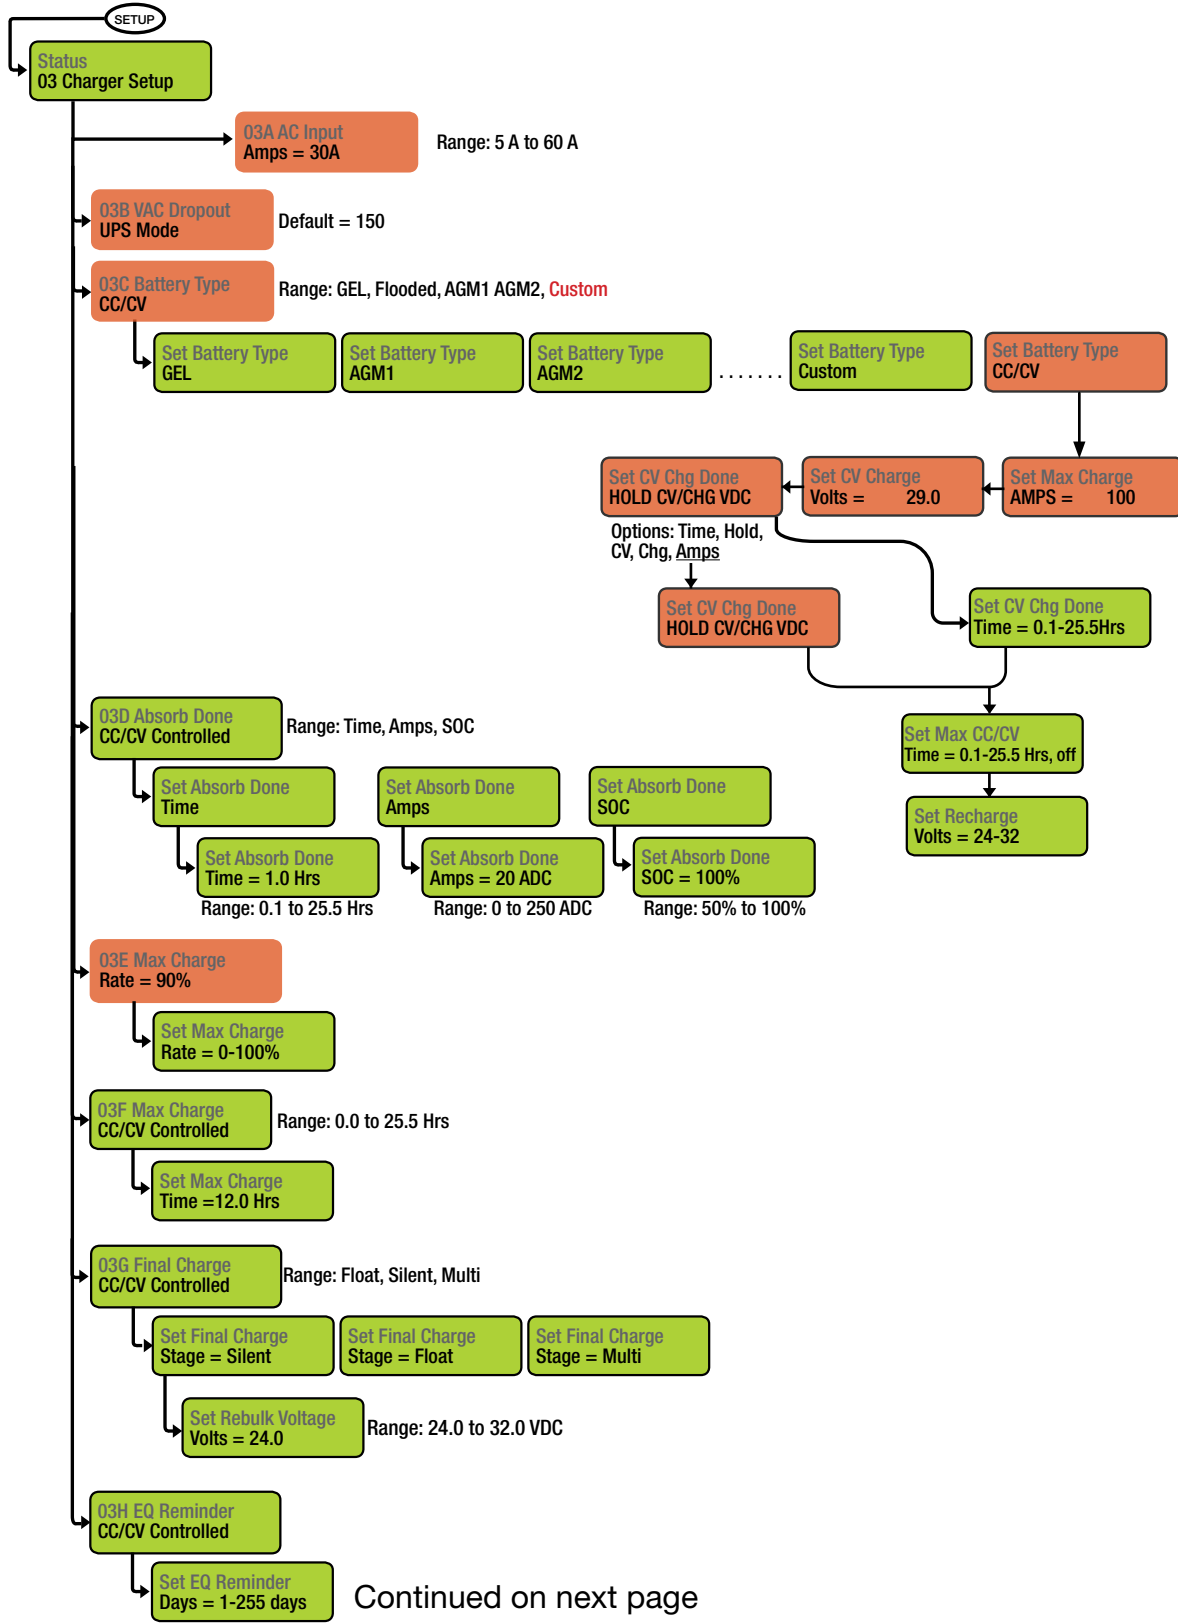 SETUP
Status
03 Charger Setup
03A AC Input
Amps = 30A
Range: 5 A to 60 A
03B VAC Dropout
UPS Mode
Default = 150
03C Battery Type
CC/CV
Range: GEL, Flooded, AGM1 AGM2, Custom
Set Battery Type
GEL
Set Battery Type
AGM1
Set Battery Type
AGM2
.......
Set Battery Type
Custom
Set Battery Type
CC/CV
Set CV Chg Done
HOLD CV/CHG VDC
Set CV Charge
Volts = 29.0
Set Max Charge
AMPS = 100
Options: Time, Hold,
CV, Chg, Amps
Set CV Chg Done
HOLD CV/CHG VDC
Set CV Chg Done
Time = 0.1-25.5Hrs
03D Absorb Done
CC/CV Controlled
Range: Time, Amps, SOC
Set Max CC/CV
Time = 0.1-25.5 Hrs, off
Set Absorb Done
Time
Set Absorb Done
Amps
Set Absorb Done
SOC
Set Recharge
Volts = 24-32
Set Absorb Done
Time = 1.0 Hrs
Range: 0.1 to 25.5 Hrs
Set Absorb Done
Amps = 20 ADC
Range: 0 to 250 ADC
Set Absorb Done
SOC = 100%
Range: 50% to 100%
03E Max Charge
Rate = 90%
Set Max Charge
Rate = 0-100%
03F Max Charge
CC/CV Controlled
Range: 0.0 to 25.5 Hrs
Set Max Charge
Time =12.0 Hrs
03G Final Charge
CC/CV Controlled
Range: Float, Silent, Multi
Set Final Charge
Stage = Silent
Set Final Charge
Stage = Float
Set Final Charge
Stage = Multi
Set Rebulk Voltage
Volts = 24.0
Range: 24.0 to 32.0 VDC
03H EQ Reminder
CC/CV Controlled
Set EQ Reminder
Days = 1-255 days
Continued on next page